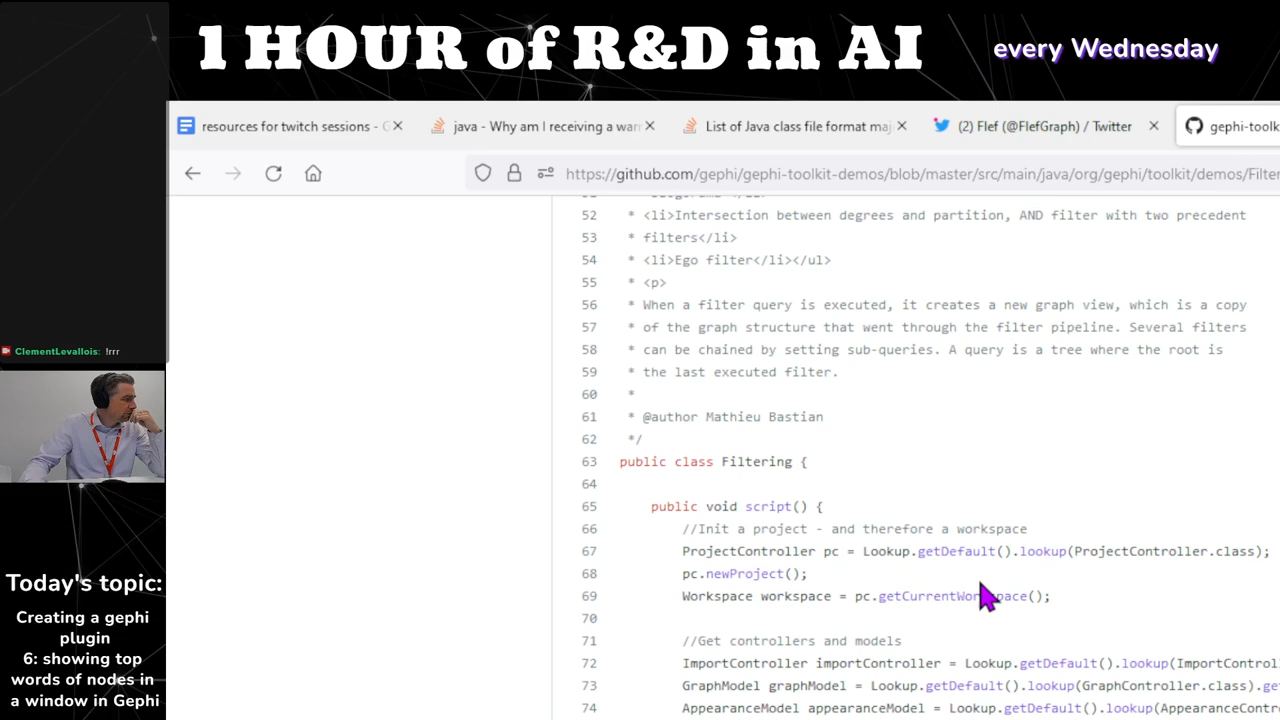 1 HOUR of R&D in AI
every Wednesday
resources for twitch sessions - G
java - Why am I receiving a warn
List of Java class file format maj
(2) Flef (@FlefGraph) / Twitter
gephi-toolk
https://github.com/gephi/gephi-toolkit-demos/blob/master/src/main/java/org/gephi/toolkit/demos/Filter
52 * <li>Intersection between degrees and partition, AND filter with two precedent
53 * filters</li>
54 * <li>Ego filter</li></ul>
55 * <p>
56 * When a filter query is executed, it creates a new graph view, which is a copy
57 * of the graph structure that went through the filter pipeline. Several filters
58 * can be chained by setting sub-queries. A query is a tree where the root is
59 * the last executed filter.
60 *
61 * @author Mathieu Bastian
62 */
63 public class Filtering {
64
65 public void script() {
66 //Init a project - and therefore a workspace
67 ProjectController pc = Lookup.getDefault().lookup(ProjectController.class);
68 pc.newProject();
69 Workspace workspace = pc.getCurrentWorkspace();
70
71 //Get controllers and models
72 ImportController importController = Lookup.getDefault().lookup(ImportControl
73 GraphModel graphModel = Lookup.getDefault().lookup(GraphController.class).ge
74 AppearanceModel appearanceModel = Lookup.getDefault().lookup(AppearanceContr
ClementLevallois: !rrr
Today's topic:
Creating a gephi
plugin
6: showing top
words of nodes in
a window in Gephi